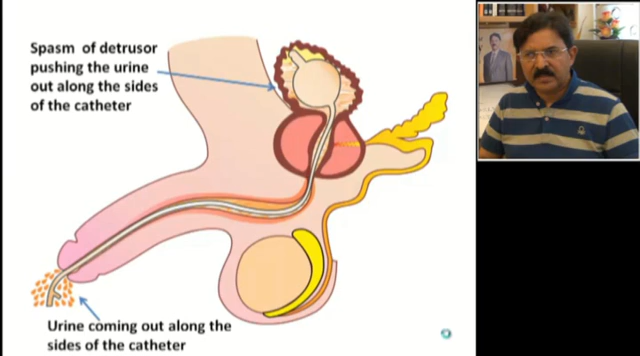 Spasm of detrusor
pushing the urine
out along the sides
of the catheter
Urine coming out along the
sides of the catheter